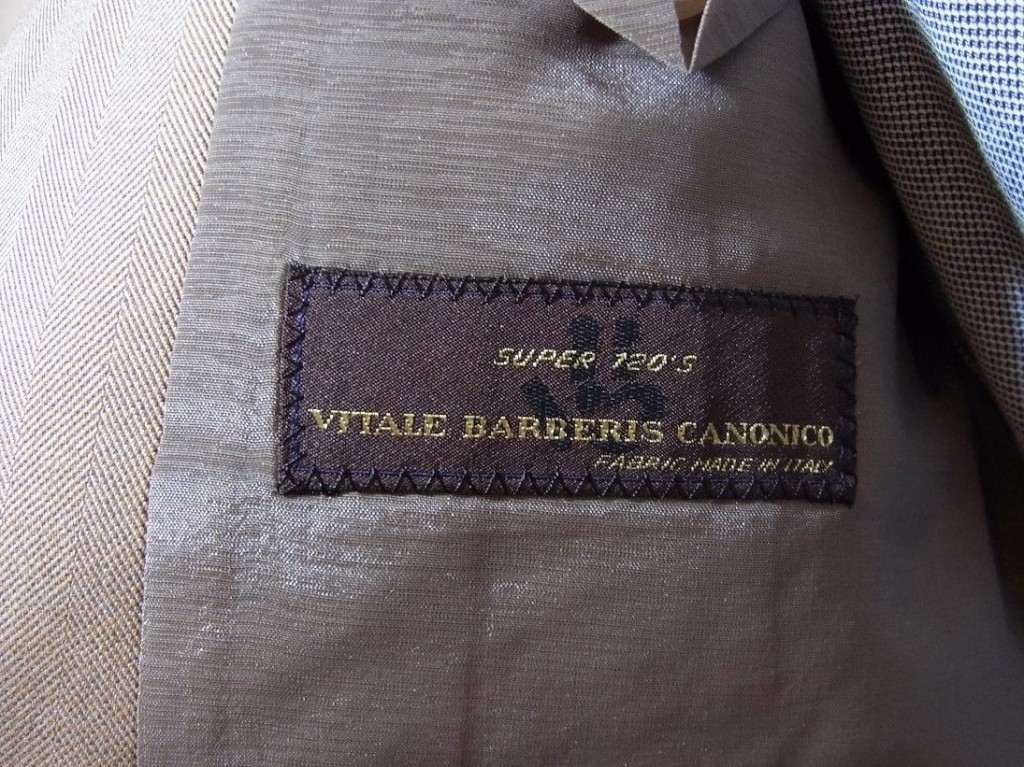 SUPER 120'S
VITALE BARBERIS CANONICO
FABRIC MADE IN ITALY